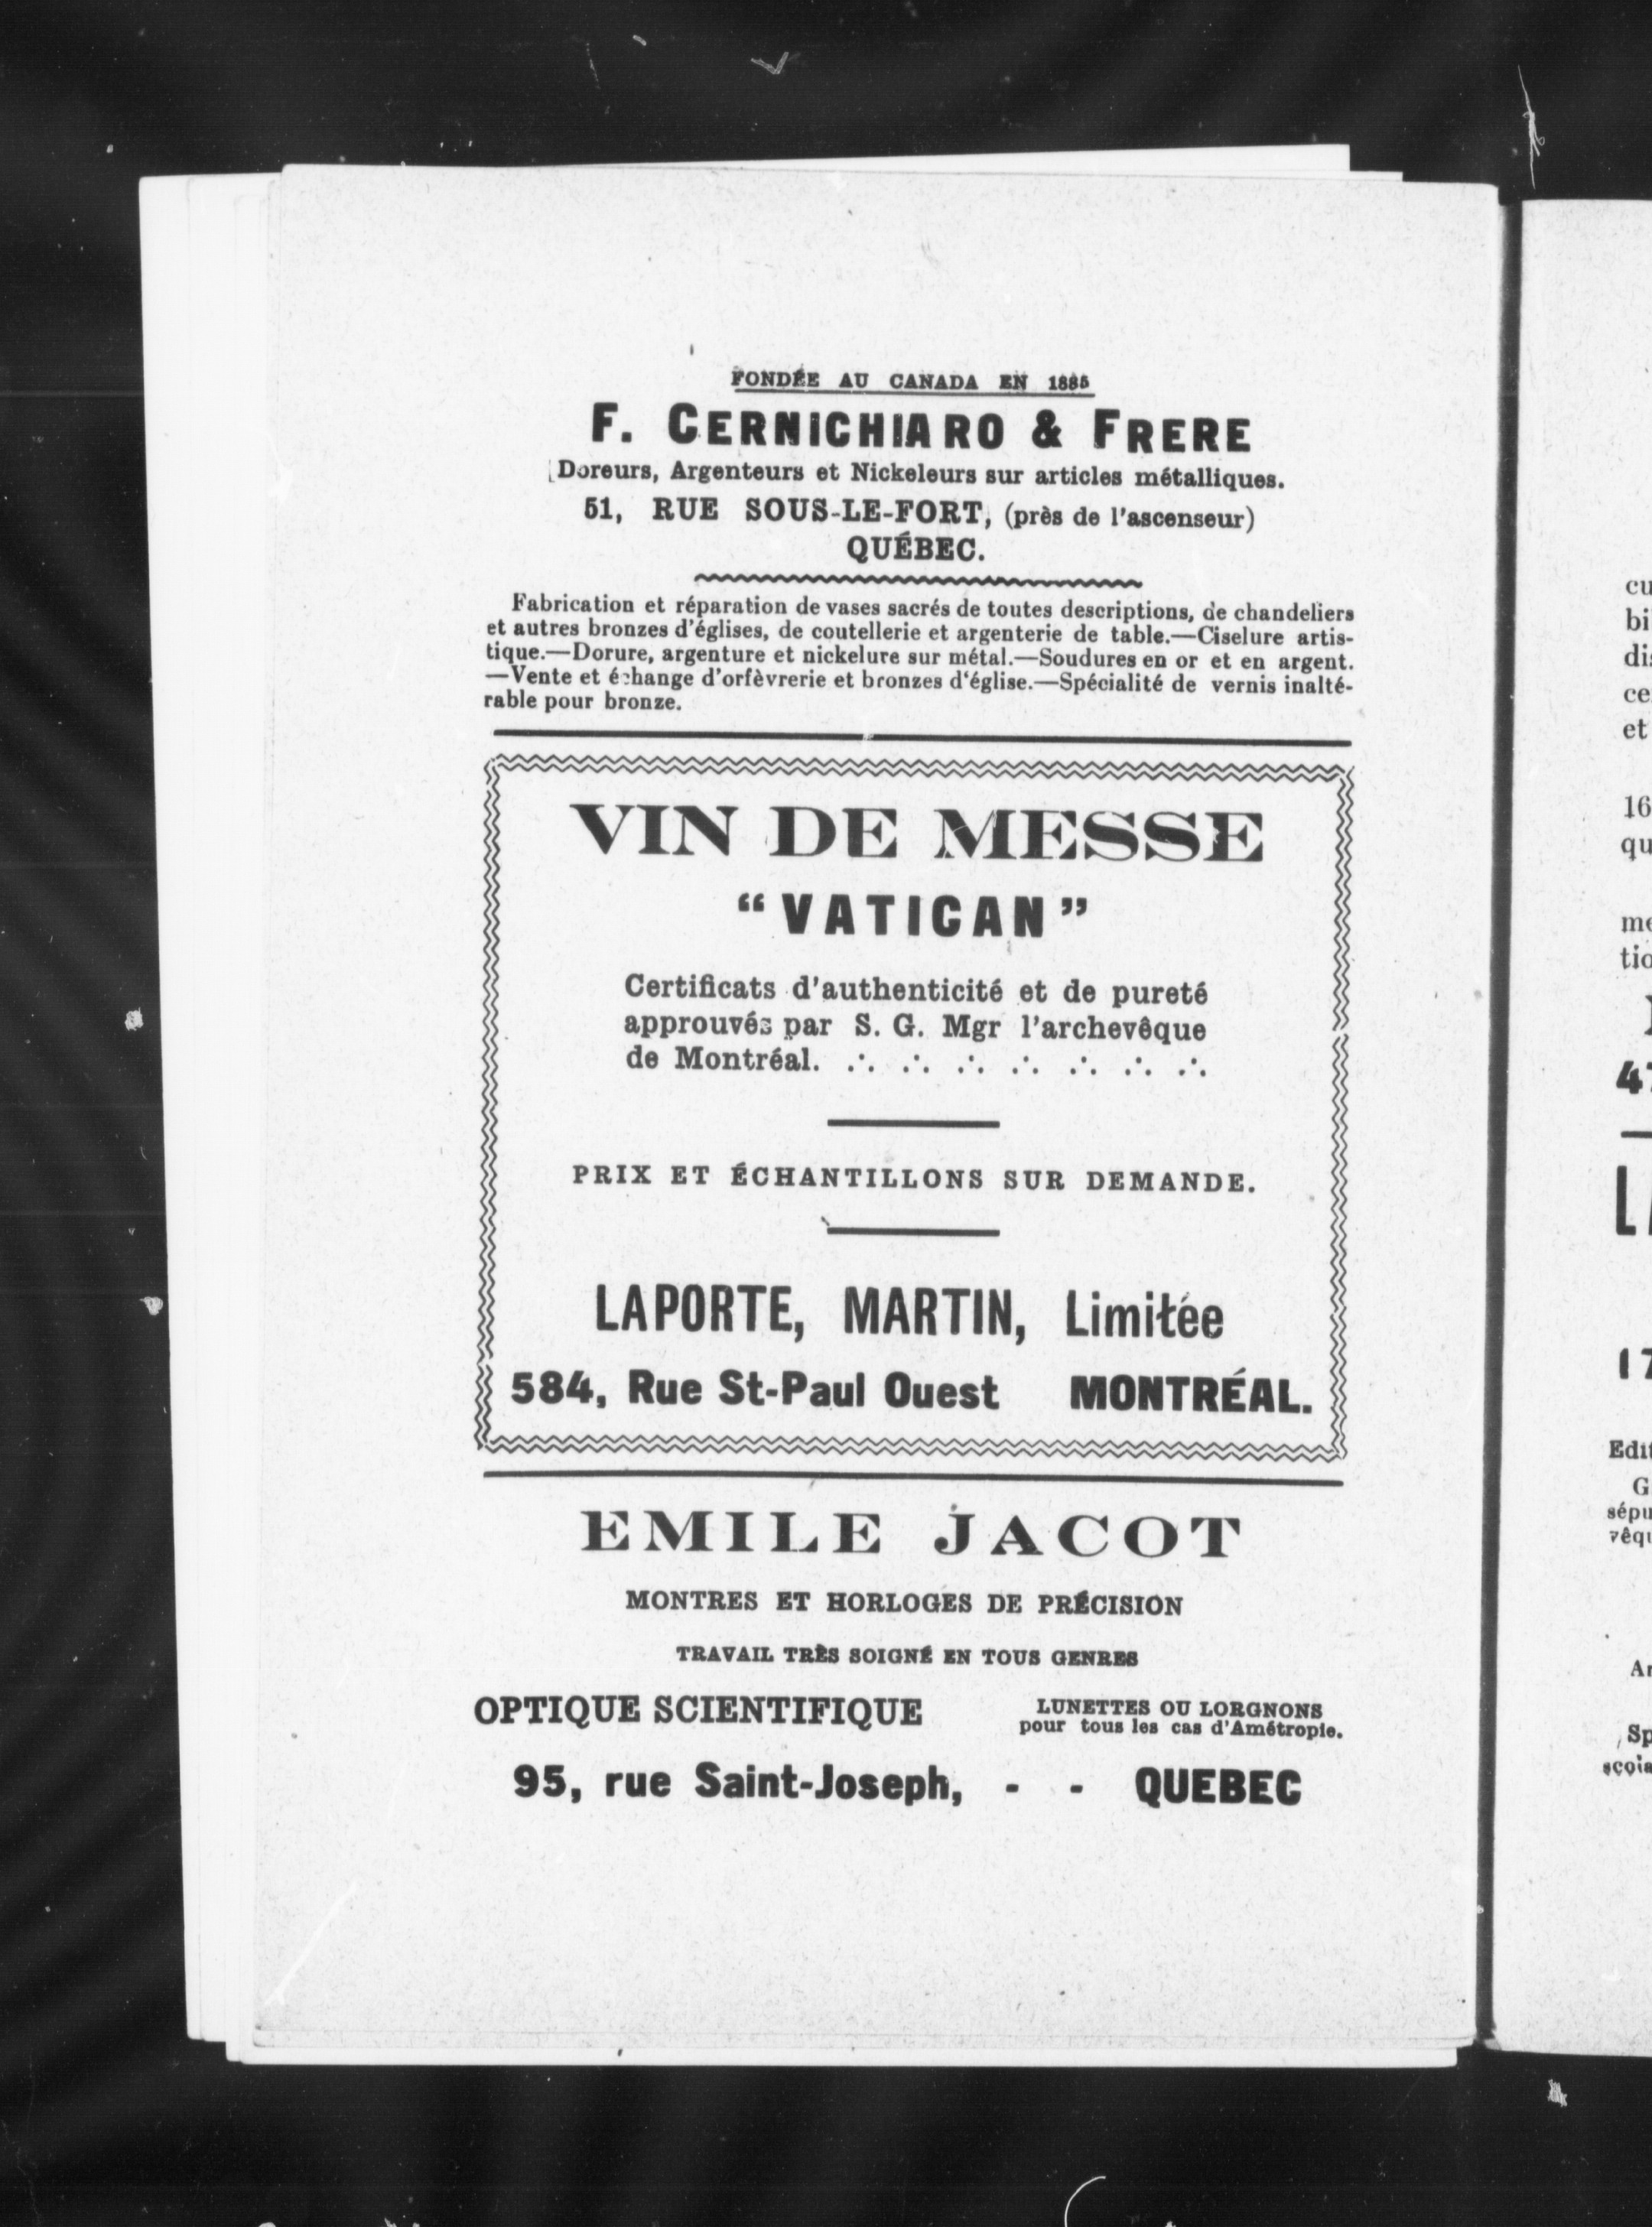 FONDÉE AU CANADA EN 1885
F. CERNICHIARO & FRERE
Doreurs, Argenteurs et Nickeleurs sur articles métalliques.
51, RUE SOUS-LE-FORT, (près de l'ascenseur)
QUÉBEC.
Fabrication et réparation de vases sacrés de toutes descriptions, de chandeliers
et autres bronzes d'églises, de coutellerie et argenterie de table.—Ciselure artis-
tique.—Dorure, argenture et nickelure sur métal.—Soudures en or et en argent.
—Vente et échange d'orfèvrerie et bronzes d'église.—Spécialité de vernis inalté-
rable pour bronze.
VIN DE MESSE
"VATICAN"
Certificats d'authenticité et de pureté
approuvés par S. G. Mgr l'archevêque
de Montréal. ∴ ∴ ∴ ∴ ∴ ∴ ∴
PRIX ET ÉCHANTILLONS SUR DEMANDE.
LAPORTE, MARTIN, Limitée
584, Rue St-Paul Ouest MONTRÉAL.
EMILE JACOT
MONTRES ET HORLOGES DE PRÉCISION
TRAVAIL TRÈS SOIGNÉ EN TOUS GENRES
OPTIQUE SCIENTIFIQUE
LUNETTES OU LORGNONS
pour tous les cas d'Amétropie.
95, rue Saint-Joseph, - - QUEBEC